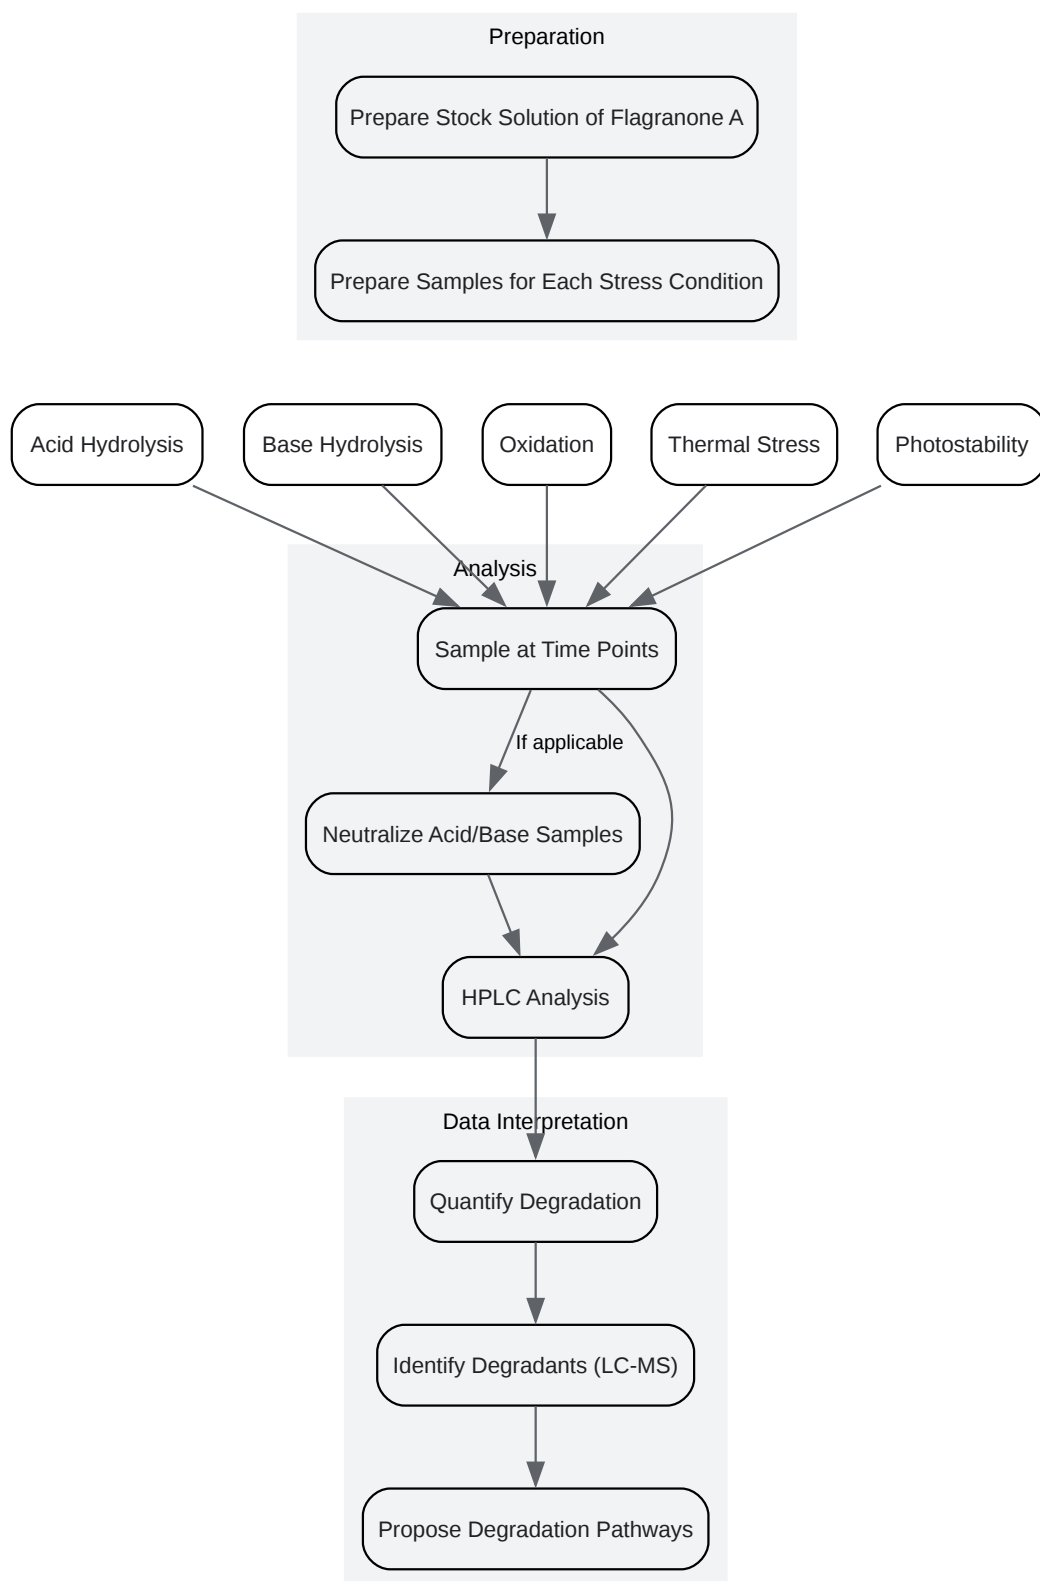 Preparation
Prepare Stock Solution of Flagranone A
Prepare Samples for Each Stress Condition
Acid Hydrolysis
Base Hydrolysis
Oxidation
Thermal Stress
Photostability
Analysis
Sample at Time Points
If applicable
Neutralize Acid/Base Samples
HPLC Analysis
Data Interpretation
Quantify Degradation
Identify Degradants (LC-MS)
Propose Degradation Pathways